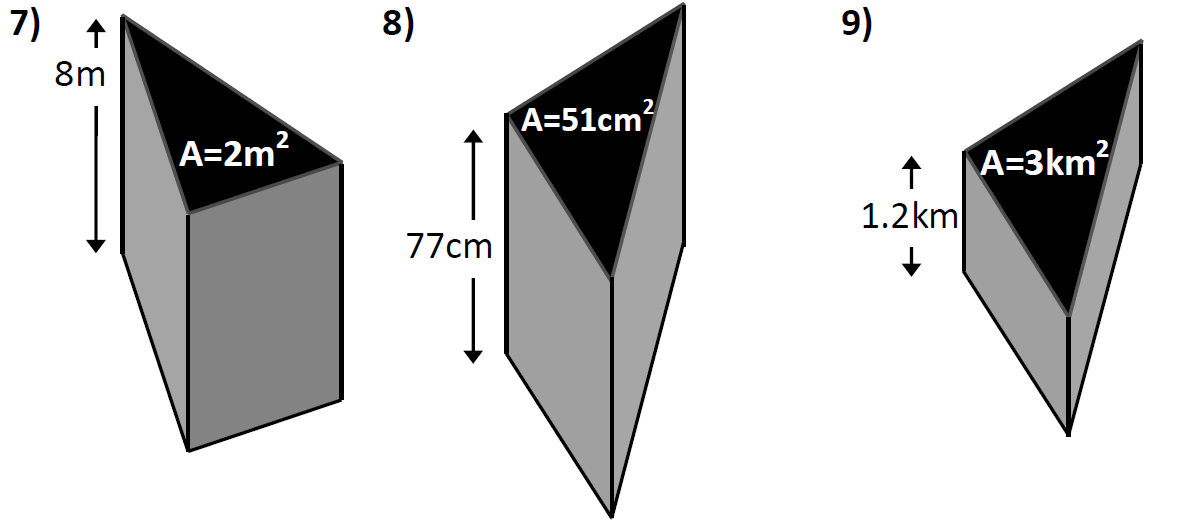 7)
8m
A=2m²
8)
A=51cm²
77cm
9)
A=3km²
1.2km